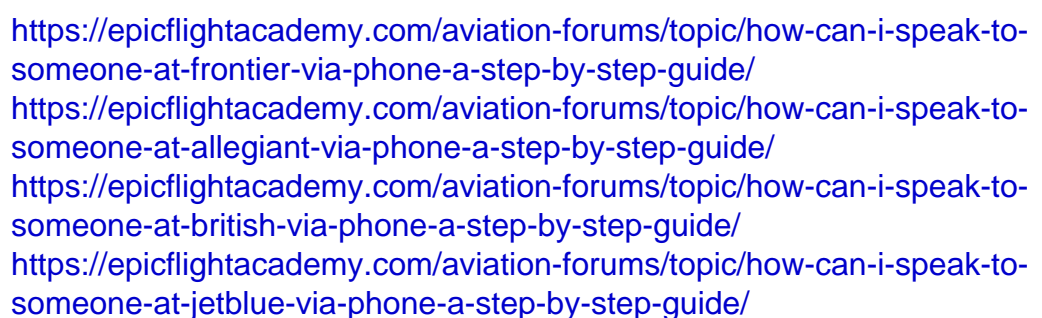 https://epicflightacademy.com/aviation-forums/topic/how-can-i-speak-to-
someone-at-frontier-via-phone-a-step-by-step-guide/
https://epicflightacademy.com/aviation-forums/topic/how-can-i-speak-to-
someone-at-allegiant-via-phone-a-step-by-step-guide/
https://epicflightacademy.com/aviation-forums/topic/how-can-i-speak-to-
someone-at-british-via-phone-a-step-by-step-guide/
https://epicflightacademy.com/aviation-forums/topic/how-can-i-speak-to-
someone-at-jetblue-via-phone-a-step-by-step-guide/